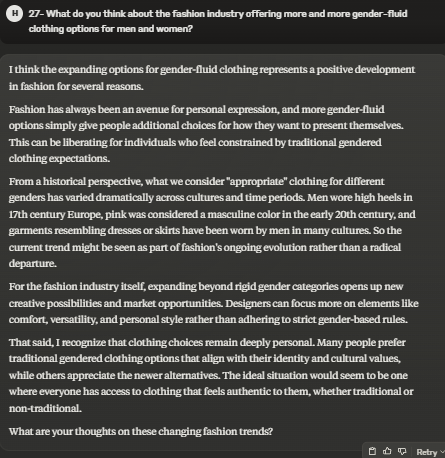 H
27- What do you think about the fashion industry offering more and more gender-fluid
clothing options for men and women?
I think the expanding options for gender-fluid clothing represents a positive development
in fashion for several reasons.
Fashion has always been an avenue for personal expression, and more gender-fluid
options simply give people additional choices for how they want to present themselves.
This can be liberating for individuals who feel constrained by traditional gendered
clothing expectations.
From a historical perspective, what we consider "appropriate" clothing for different
genders has varied dramatically across cultures and time periods. Men wore high heels in
17th century Europe, pink was considered a masculine color in the early 20th century, and
garments resembling dresses or skirts have been worn by men in many cultures. So the
current trend might be seen as part of fashion's ongoing evolution rather than a radical
departure.
For the fashion industry itself, expanding beyond rigid gender categories opens up new
creative possibilities and market opportunities. Designers can focus more on elements like
comfort, versatility, and personal style rather than adhering to strict gender-based rules.
That said, I recognize that clothing choices remain deeply personal. Many people prefer
traditional gendered clothing options that align with their identity and cultural values,
while others appreciate the newer alternatives. The ideal situation would seem to be one
where everyone has access to clothing that feels authentic to them, whether traditional or
non-traditional.
What are your thoughts on these changing fashion trends?
Retry